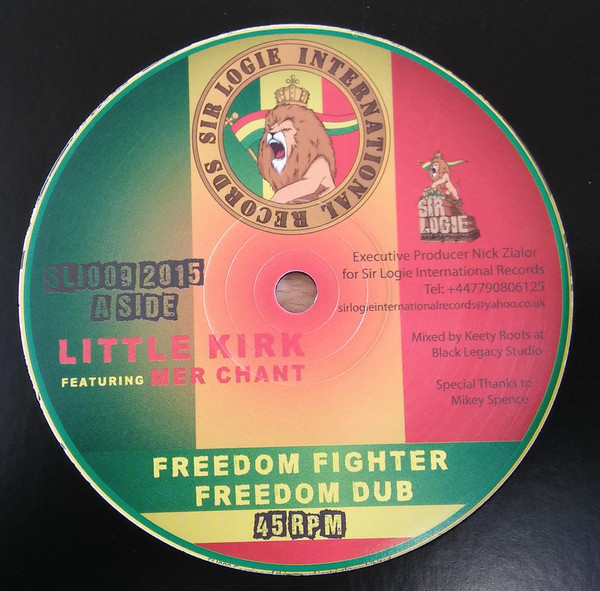 SIR LOGIE INTERNATIONAL RECORDS
SIR
LOGIE
Executive Producer Nick Zialor
for Sir Logie International Records
Tel: +447790806125
sirlogieinternationalrecords@yahoo.co.uk
Mixed by Keety Roots at
Black Legacy Studio
Special Thanks to
Mikey Spence
SLI009 2015
A SIDE
LITTLE KIRK
FEATURING MER CHANT
FREEDOM FIGHTER
FREEDOM DUB
45 RPM